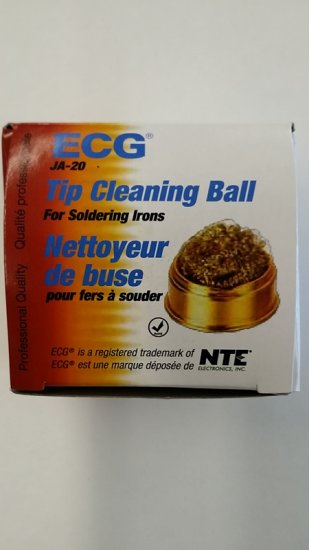 ECG®
JA-20
Tip Cleaning Ball
For Soldering Irons
Nettoyeur
de buse
pour fers à souder
ECG® is a registered trademark of
ECG® est une marque déposée de
NTE®
ELECTRONICS, INC.
Professional Quality Qualité professionnelle